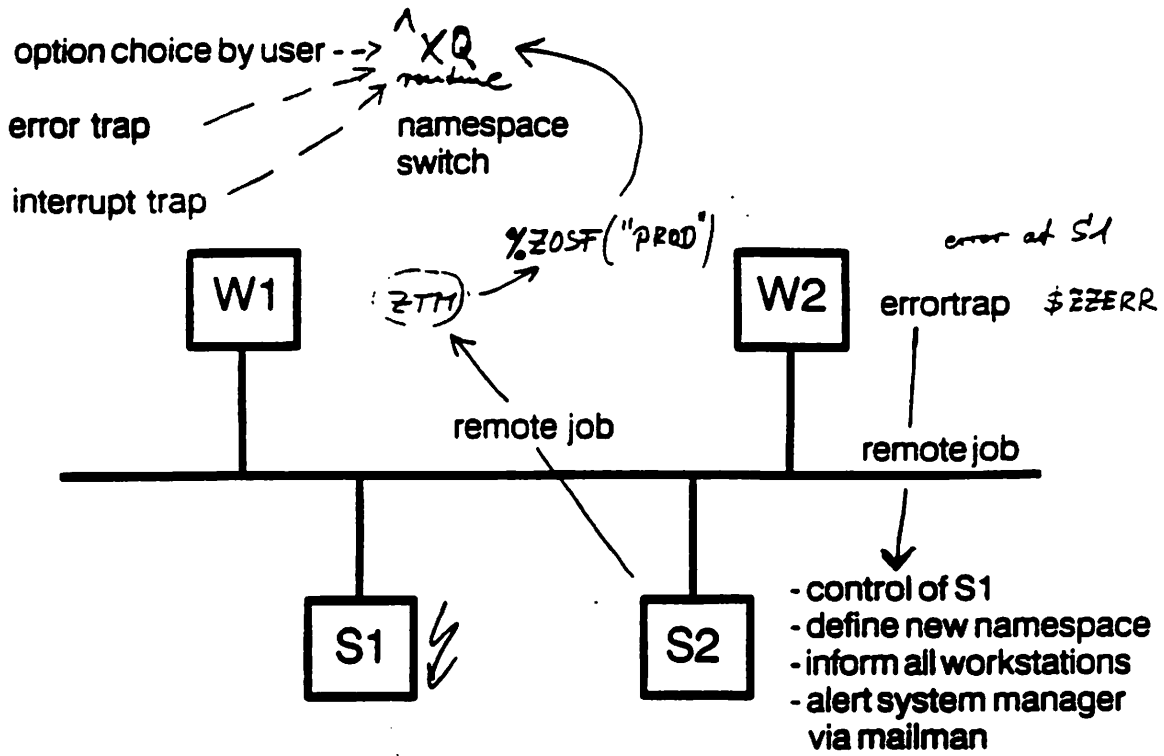 option choice by user
^XQ
routine
error trap
namespace
switch
interrupt trap
%ZOSF("PROD")
error at S1
W1
ZTM
W2
errortrap $ZZERR
remote job
remote job
S1
S2
- control of S1
- define new namespace
- inform all workstations
- alert system manager
via mailman